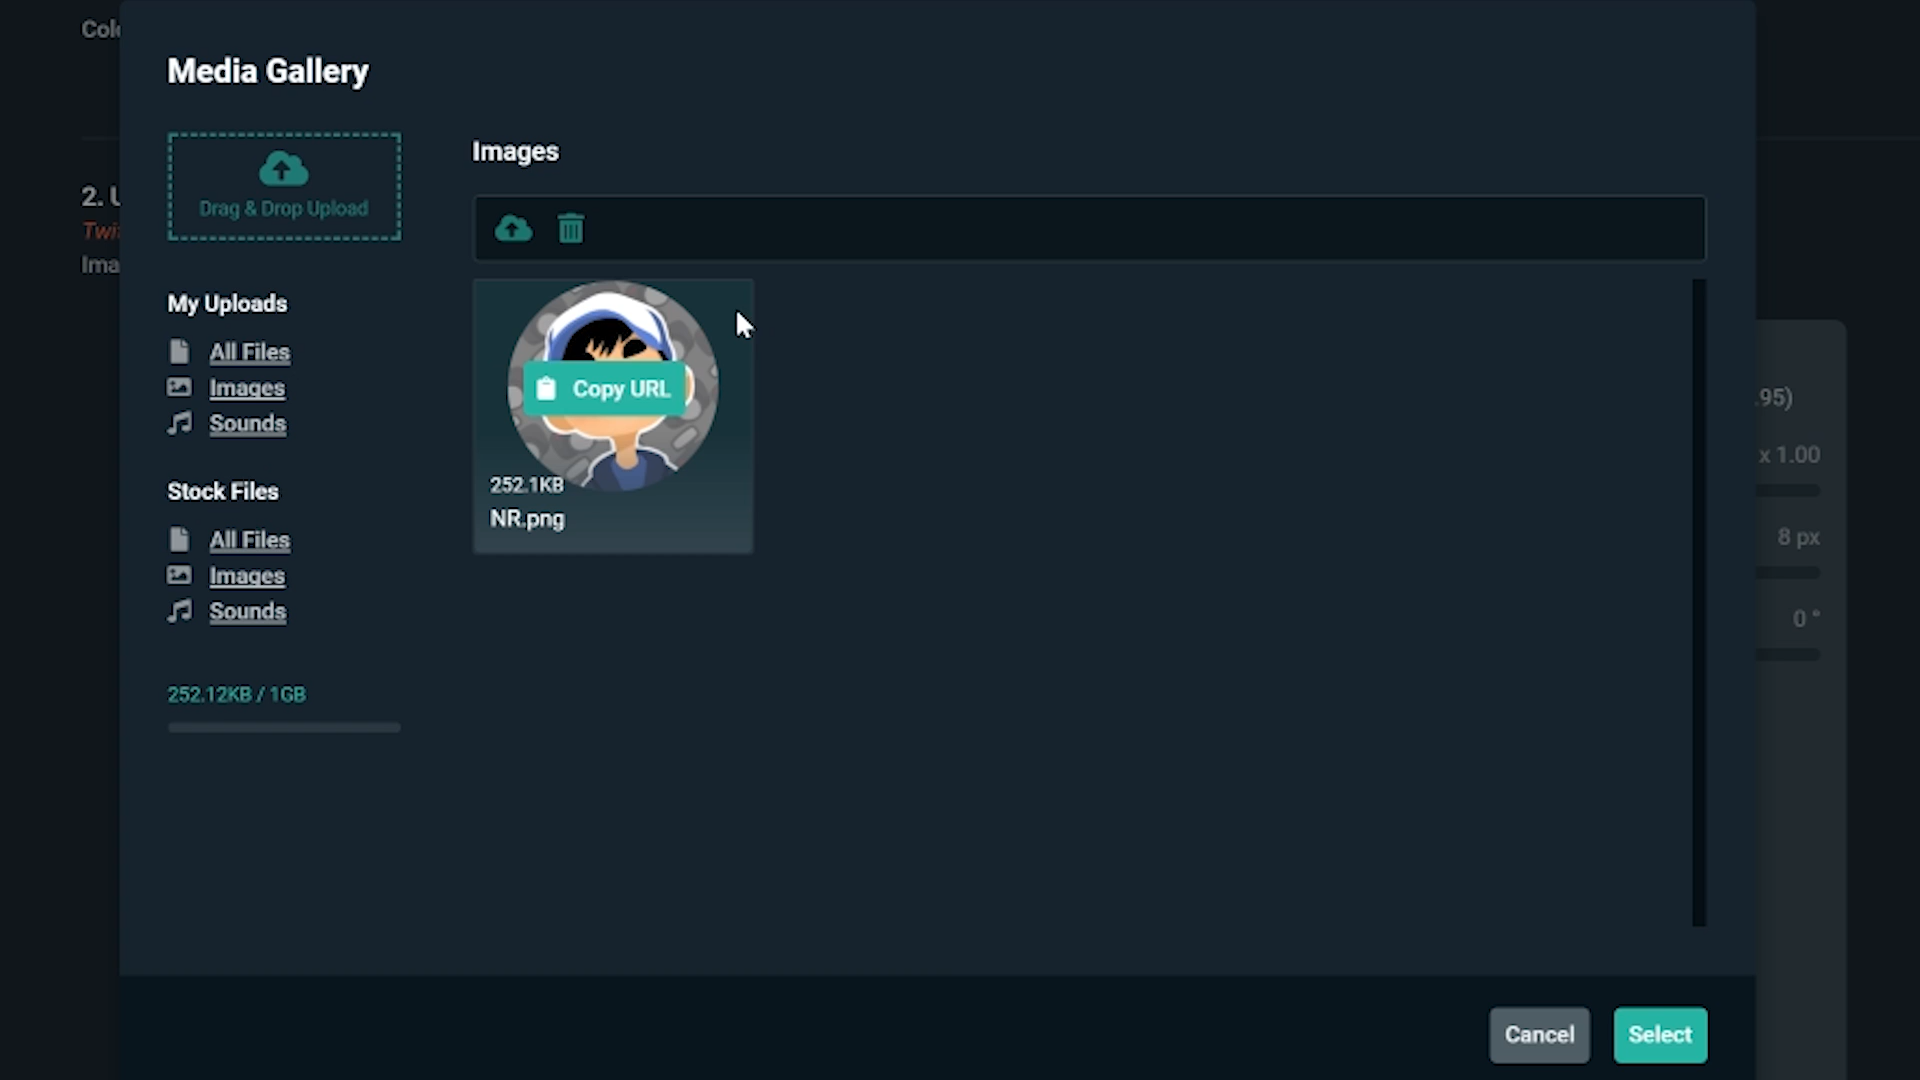 Media Gallery
Drag & Drop Upload
My Uploads
All Files
Images
Sounds
Stock Files
All Files
Images
Sounds
252.12KB / 1GB
Images
Copy URL
252.1KB
NR.png
Cancel
Select
2.
.95)
x 1.00
8 px
0 °